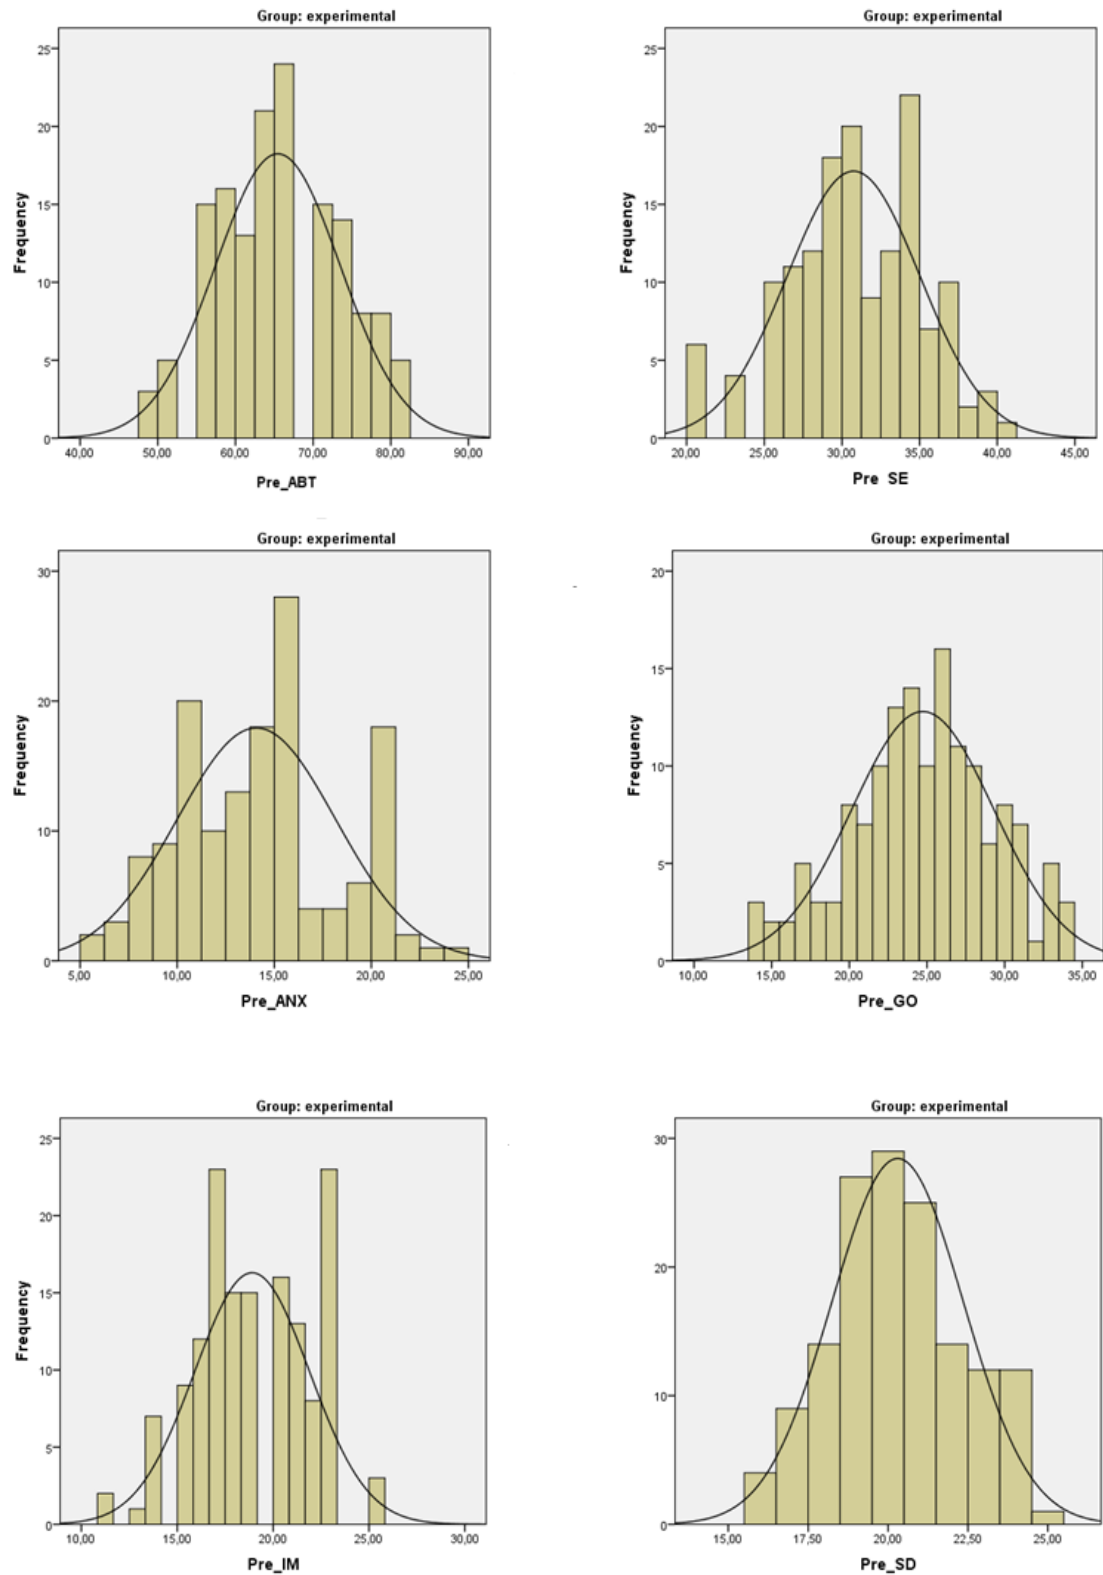 Group: experimental
Frequency
25
20
15
10
5
0
40,00 50,00 60,00 70,00 80,00 90,00
Pre_ABT
Group: experimental
Frequency
25
20
15
10
5
0
20,00 25,00 30,00 35,00 40,00 45,00
Pre_SE
Group: experimental
Frequency
30
20
10
0
5,00 10,00 15,00 20,00 25,00
Pre_ANX
Group: experimental
Frequency
20
15
10
5
0
10,00 15,00 20,00 25,00 30,00 35,00
Pre_GO
Group: experimental
Frequency
25
20
15
10
5
0
10,00 15,00 20,00 25,00 30,00
Pre_IM
Group: experimental
Frequency
30
20
10
0
15,00 17,50 20,00 22,50 25,00
Pre_SD